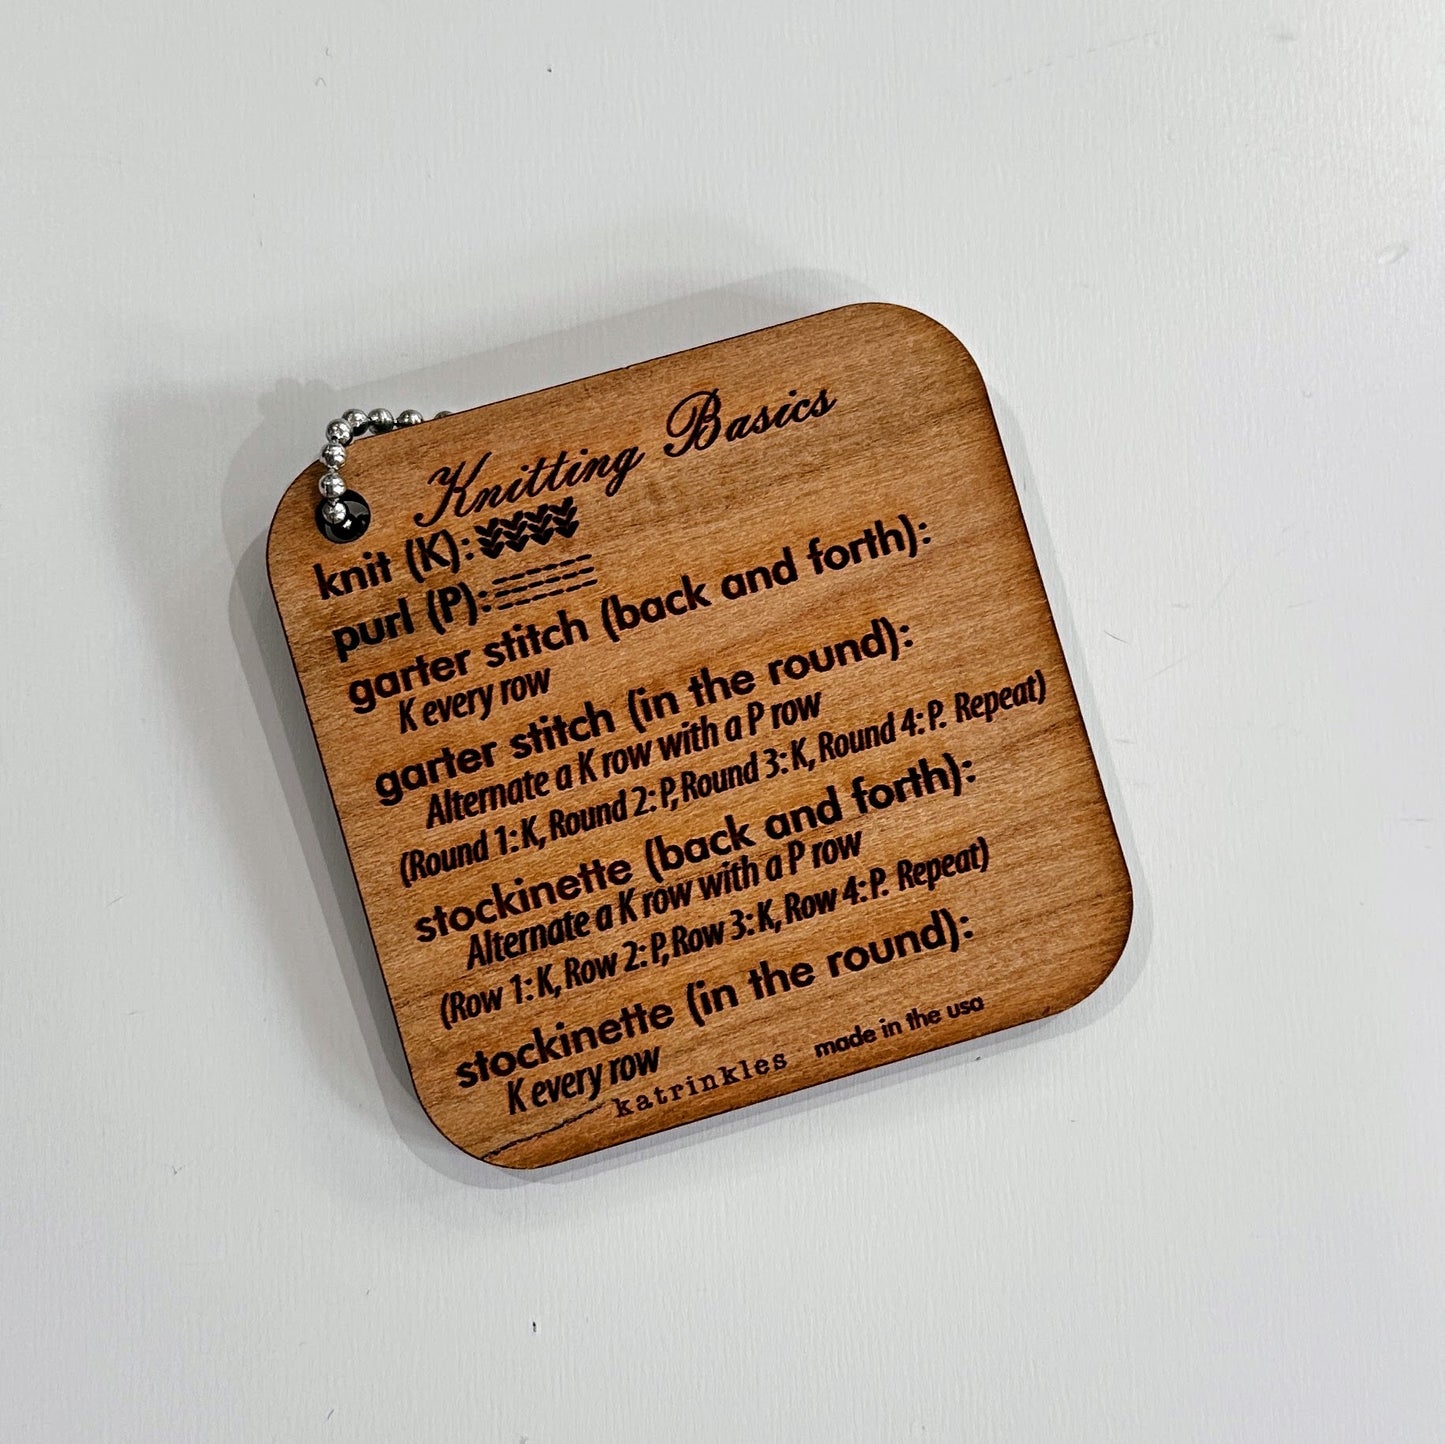 Knitting Basics
knit (K):
purl (P):
garter stitch (back and forth):
K every row
garter stitch (in the round):
Alternate a K row with a P row
(Round 1: K, Round 2: P, Round 3: K, Round 4: P. Repeat)
stockinette (back and forth):
Alternate a K row with a P row
(Row 1: K, Row 2: P, Row 3: K, Row 4: P. Repeat)
stockinette (in the round):
K every row
katrinkles made in the usa